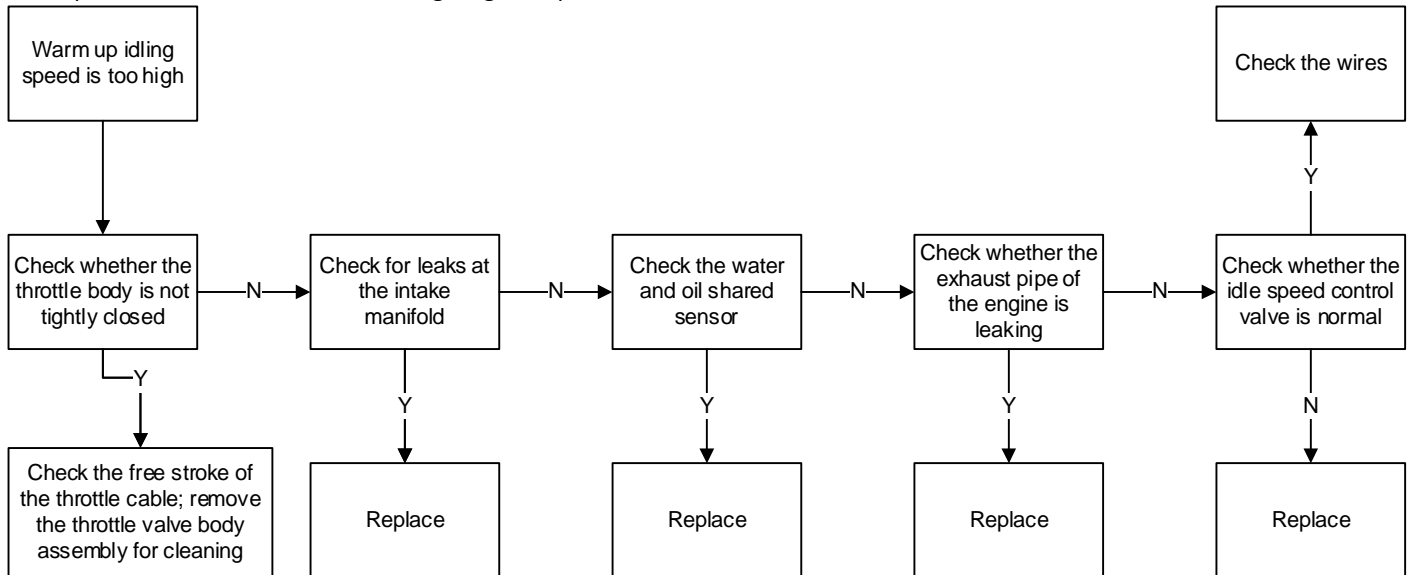 Warm up idling
speed is too high
Check the wires
Y
Check whether the
throttle body is not
tightly closed
N
Check for leaks at
the intake
manifold
N
Check the water
and oil shared
sensor
N
Check whether the
exhaust pipe of
the engine is
leaking
N
Check whether the
idle speed control
valve is normal
Y
Y
Y
Y
N
Check the free stroke of
the throttle cable; remove
the throttle valve body
assembly for cleaning
Replace
Replace
Replace
Replace